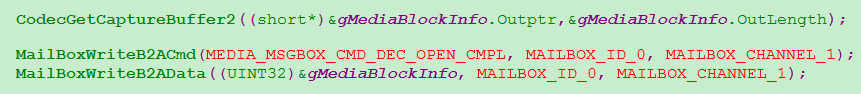 CodecGetCaptureBuffer2((short*)&gMediaBlockInfo.Outptr,&gMediaBlockInfo.OutLength);
MailBoxWriteB2ACmd(MEDIA_MSGBOX_CMD_DEC_OPEN_CMPL, MAILBOX_ID_0, MAILBOX_CHANNEL_1);
MailBoxWriteB2AData((UINT32)&gMediaBlockInfo, MAILBOX_ID_0, MAILBOX_CHANNEL_1);